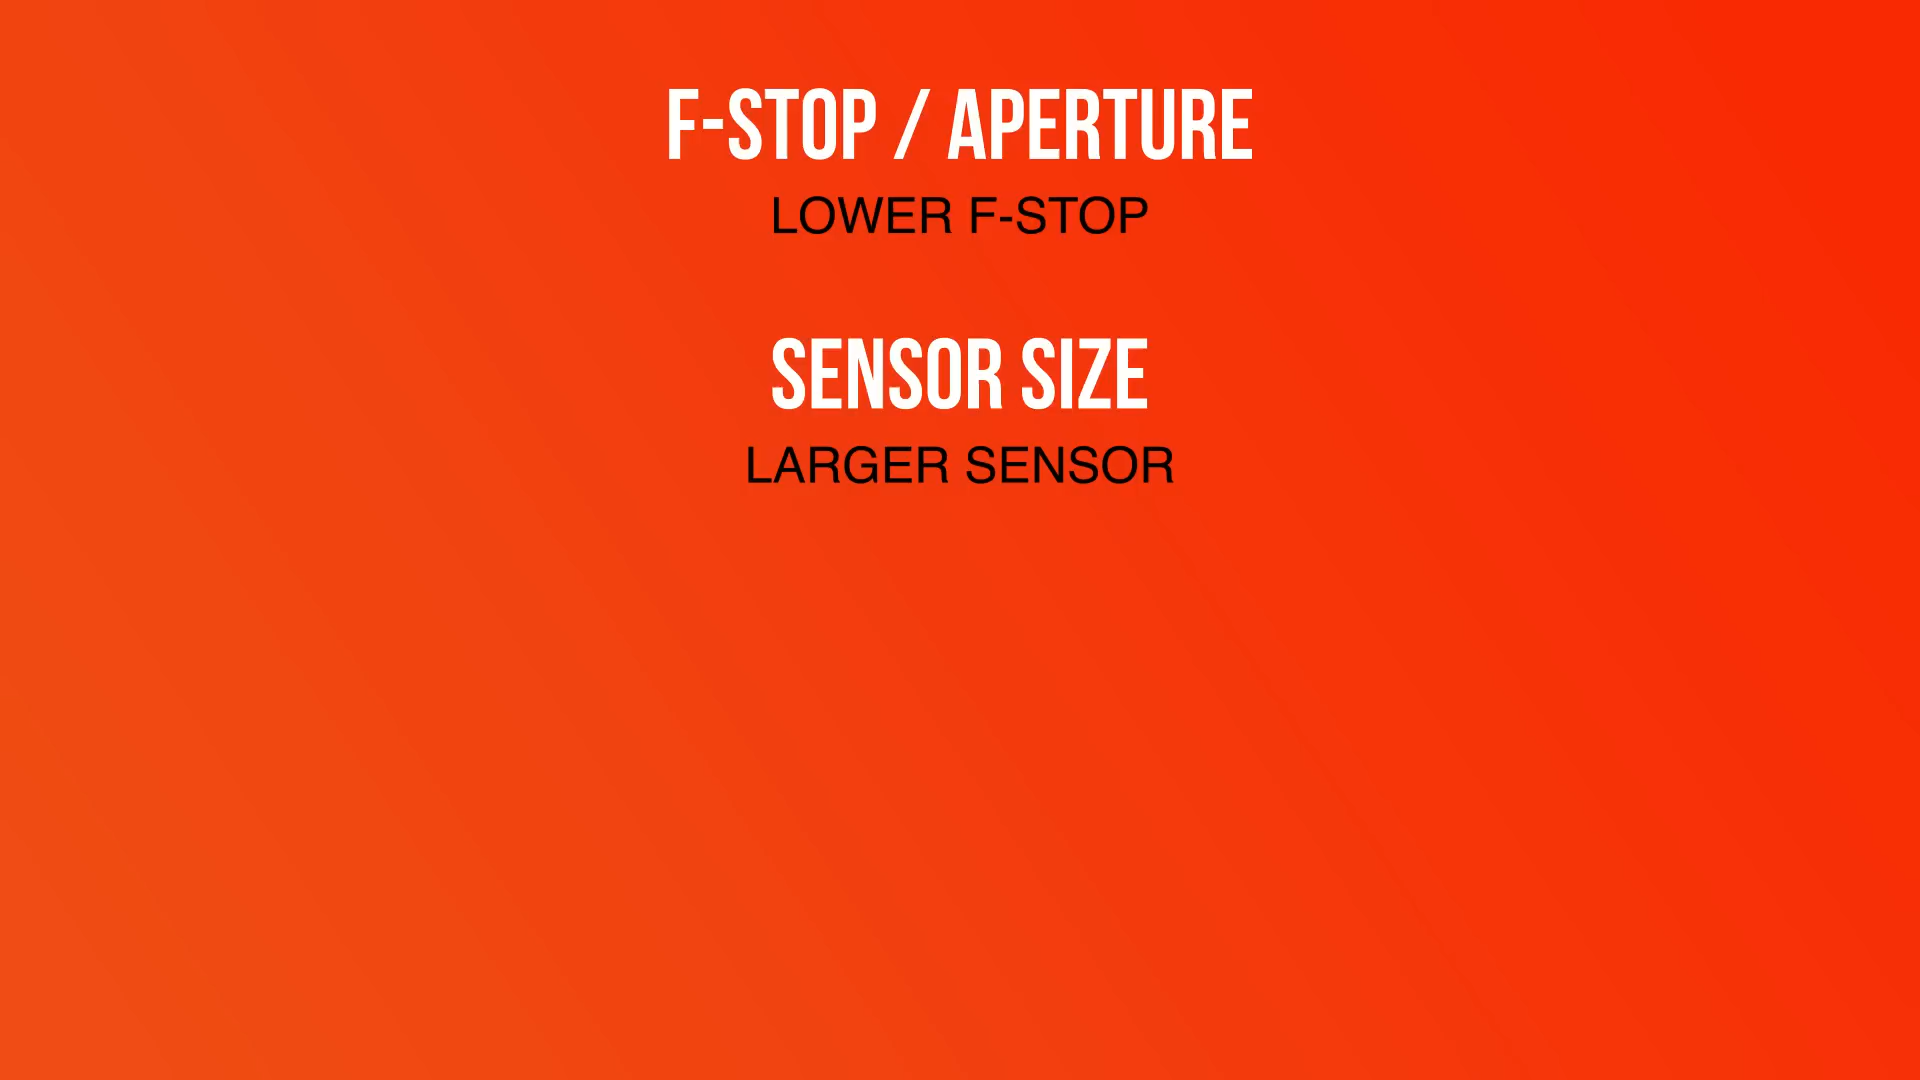 F-STOP / APERTURE
LOWER F-STOP
SENSOR SIZE
LARGER SENSOR